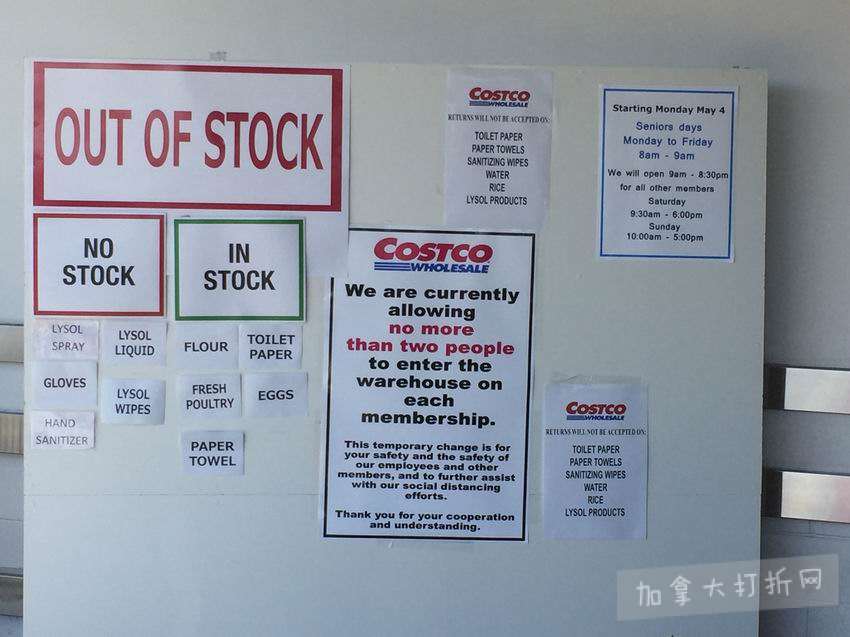 OUT OF STOCK
NO
STOCK
IN
STOCK
LYSOL
SPRAY
LYSOL
LIQUID
GLOVES
LYSOL
WIPES
HAND
SANITIZER
FLOUR
TOILET
PAPER
FRESH
POULTRY
EGGS
PAPER
TOWEL
COSTCO
WHOLESALE
We are currently
allowing
no more
than two people
to enter the
warehouse on
each
membership.
This temporary change is for
your safety and the safety of
our employees and other
members, and to further assist
with our social distancing
efforts.
Thank you for your cooperation
and understanding.
COSTCO
WHOLESALE
RETURNS WILL NOT BE ACCEPTED ON:
TOILET PAPER
PAPER TOWELS
SANITIZING WIPES
WATER
RICE
LYSOL PRODUCTS
Starting Monday May 4
Seniors days
Monday to Friday
8am - 9am
We will open 9am - 8:30pm
for all other members
Saturday
9:30am - 6:00pm
Sunday
10:00am - 5:00pm
COSTCO
WHOLESALE
RETURNS WILL NOT BE ACCEPTED ON:
TOILET PAPER
PAPER TOWELS
SANITIZING WIPES
WATER
RICE
LYSOL PRODUCTS
加拿大打折网